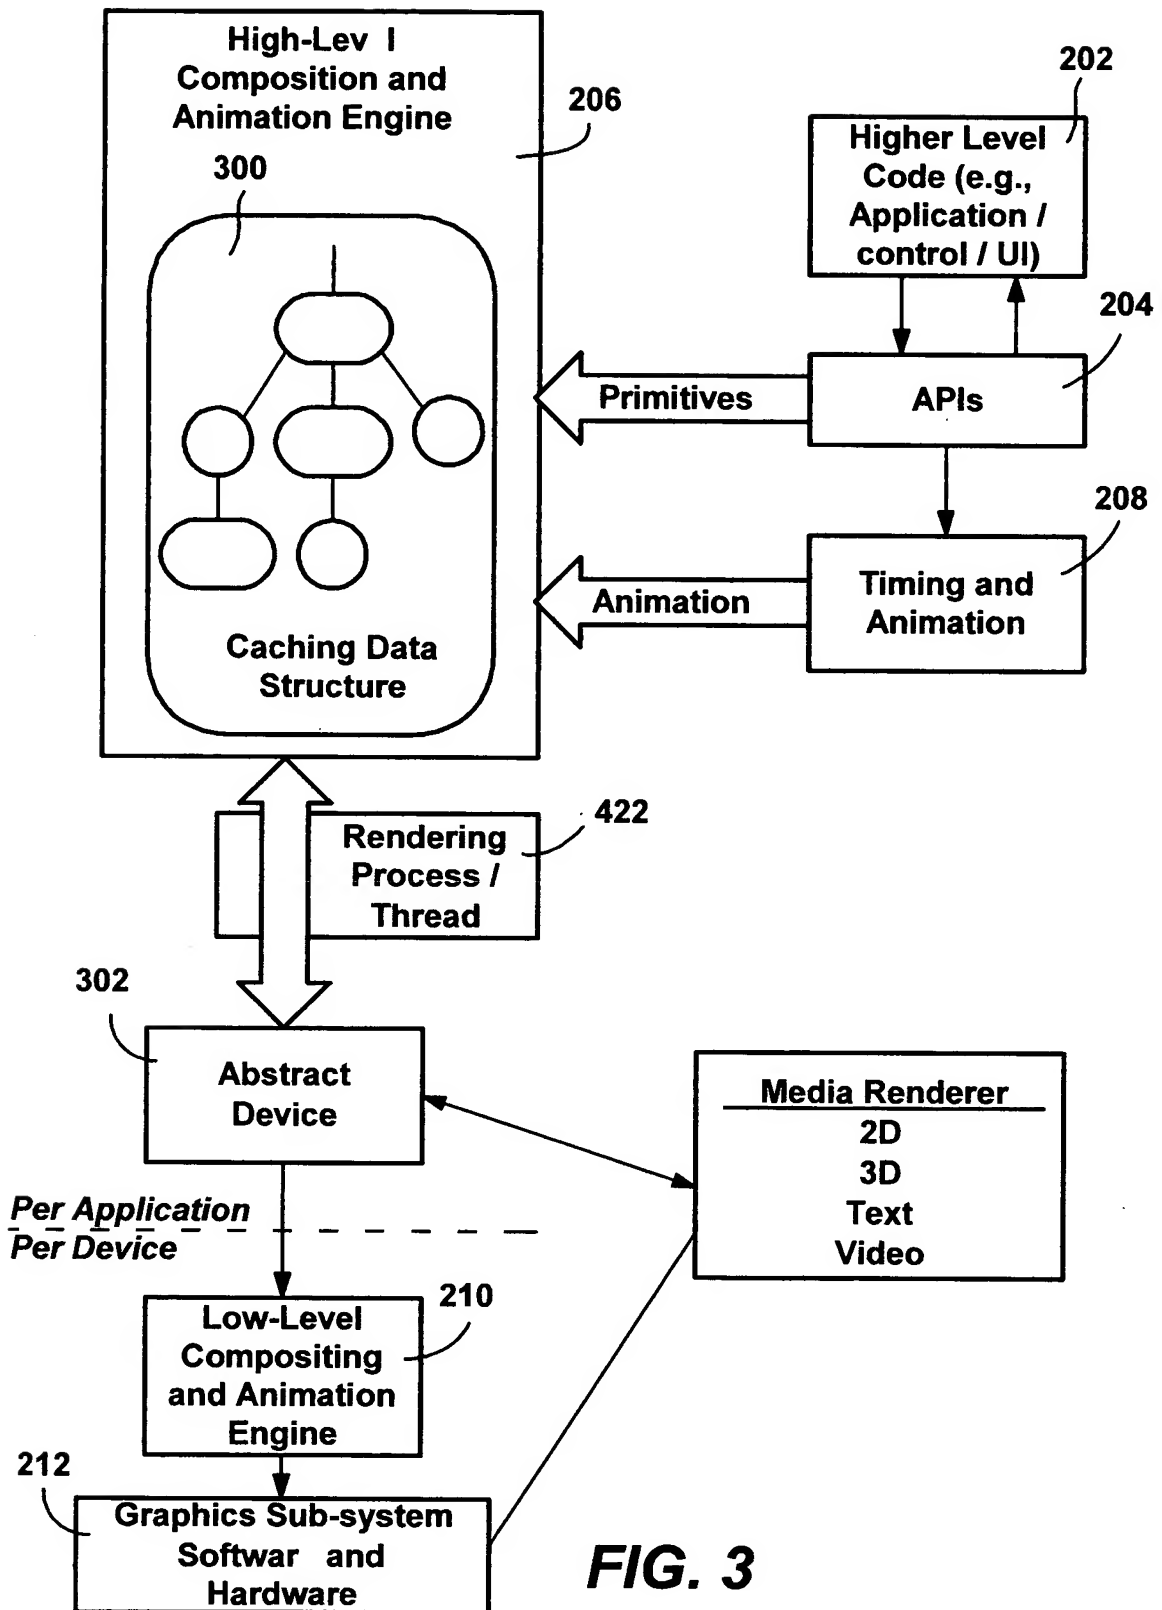 High-Lev l
Composition and
Animation Engine
206
300
Caching Data
Structure
202
Higher Level
Code (e.g.,
Application /
control / UI)
204
APIs
Primitives
208
Timing and
Animation
Animation
422
Rendering
Process /
Thread
302
Abstract
Device
Media Renderer
2D
3D
Text
Video
Per Application
Per Device
210
Low-Level
Compositing
and Animation
Engine
212
Graphics Sub-system
Softwar and
Hardware
FIG. 3